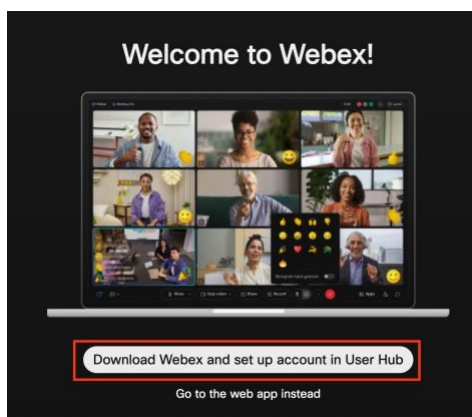 Welcome to Webex!
Download Webex and set up account in User Hub
Go to the web app instead